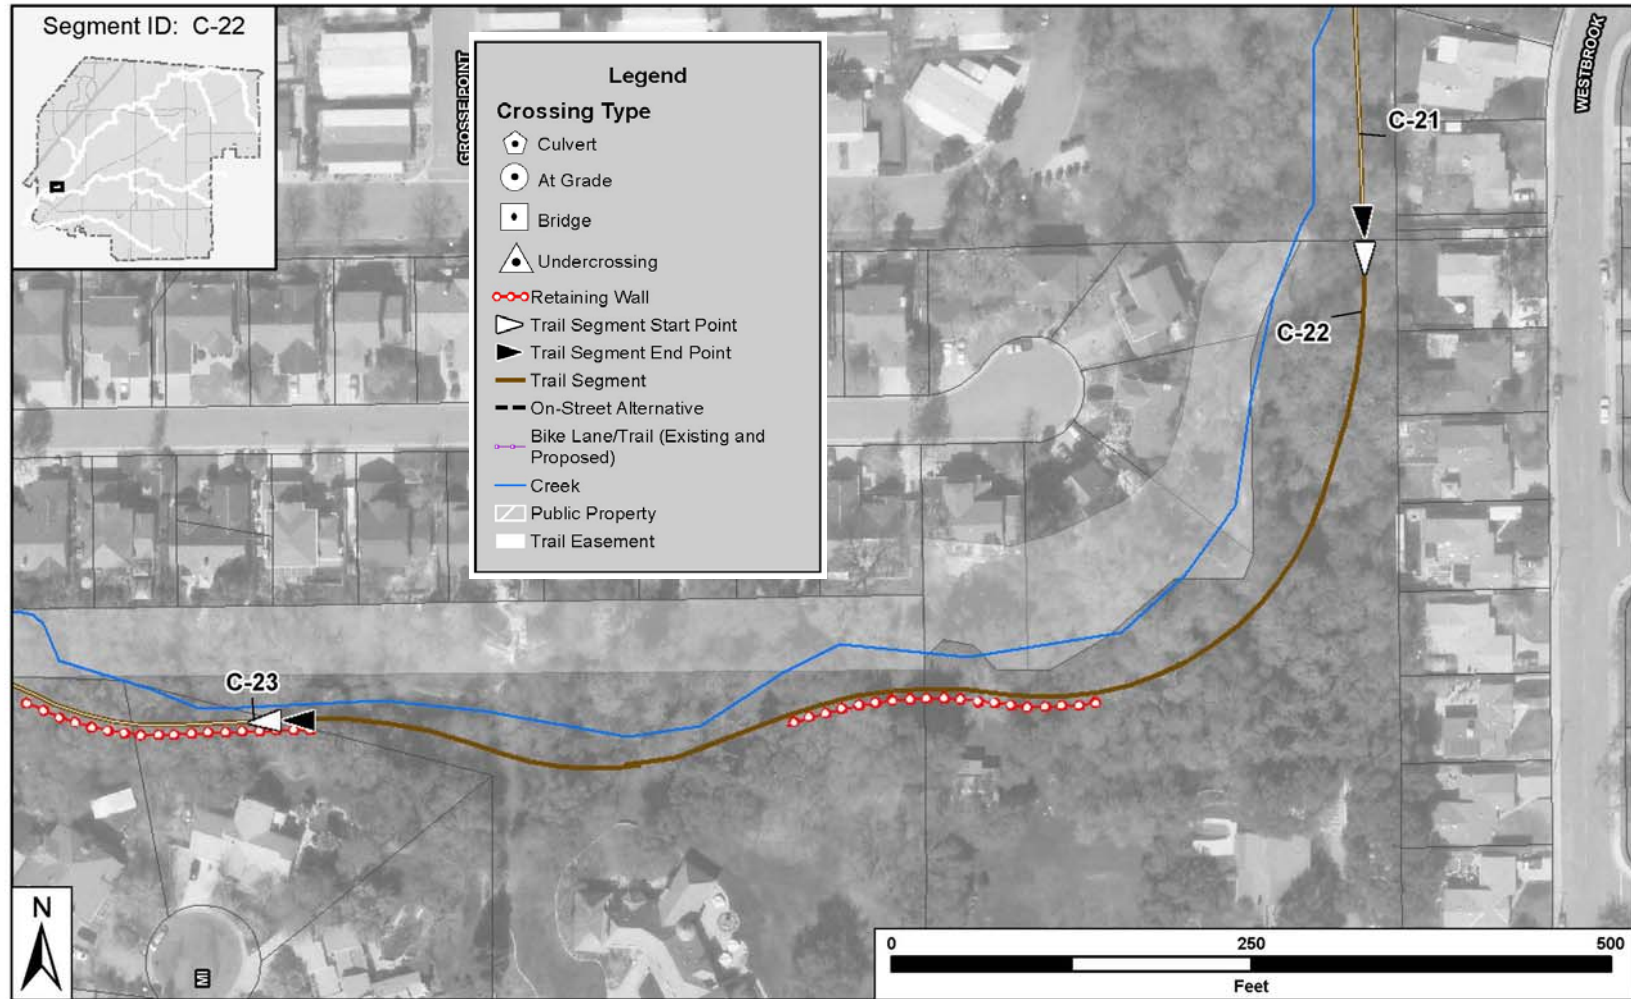 Segment ID: C-22
GROSSE POINT
WESTBROOK
Legend
Crossing Type
Culvert
At Grade
Bridge
Undercrossing
Retaining Wall
Trail Segment Start Point
Trail Segment End Point
Trail Segment
On-Street Alternative
Bike Lane/Trail (Existing and
Proposed)
Creek
Public Property
Trail Easement
C-21
C-22
C-23
N
MI
0 250 500
Feet